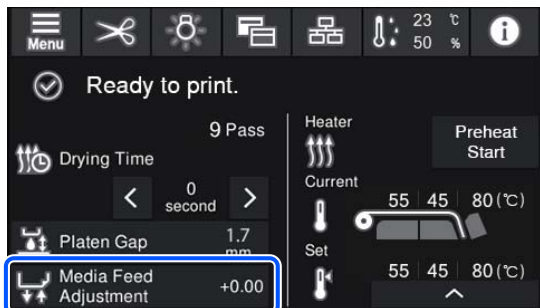 Menu
23 °C
50 %
i
Ready to print.
9 Pass
Drying Time
0
second
Platen Gap
1.7
mm
Media Feed
Adjustment
+0.00
Heater
Preheat
Start
Current
55 45 80(°C)
Set
55 45 80(°C)